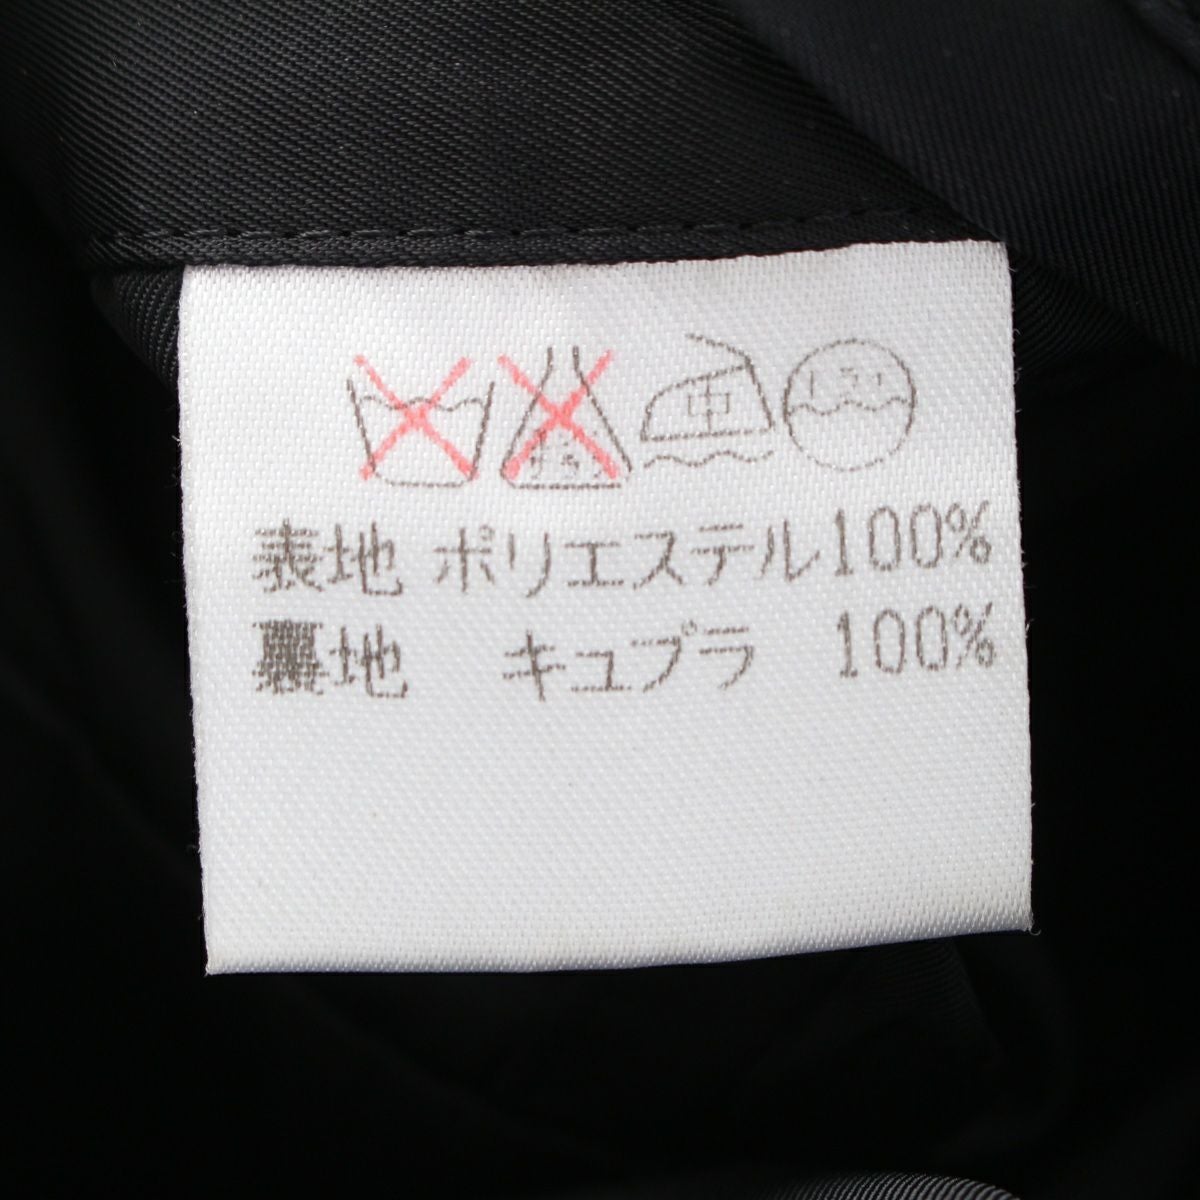 中
表地 ポリエステル100%
裏地 キュプラ 100%